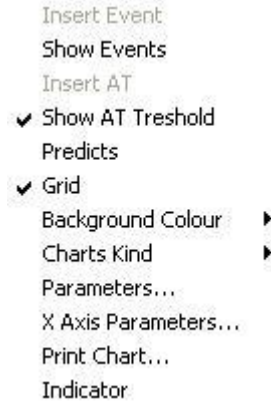 Insert Event
Show Events
Insert AT
Show AT Treshold
Predicts
Grid
Background Colour
Charts Kind
Parameters...
X Axis Parameters...
Print Chart...
Indicator